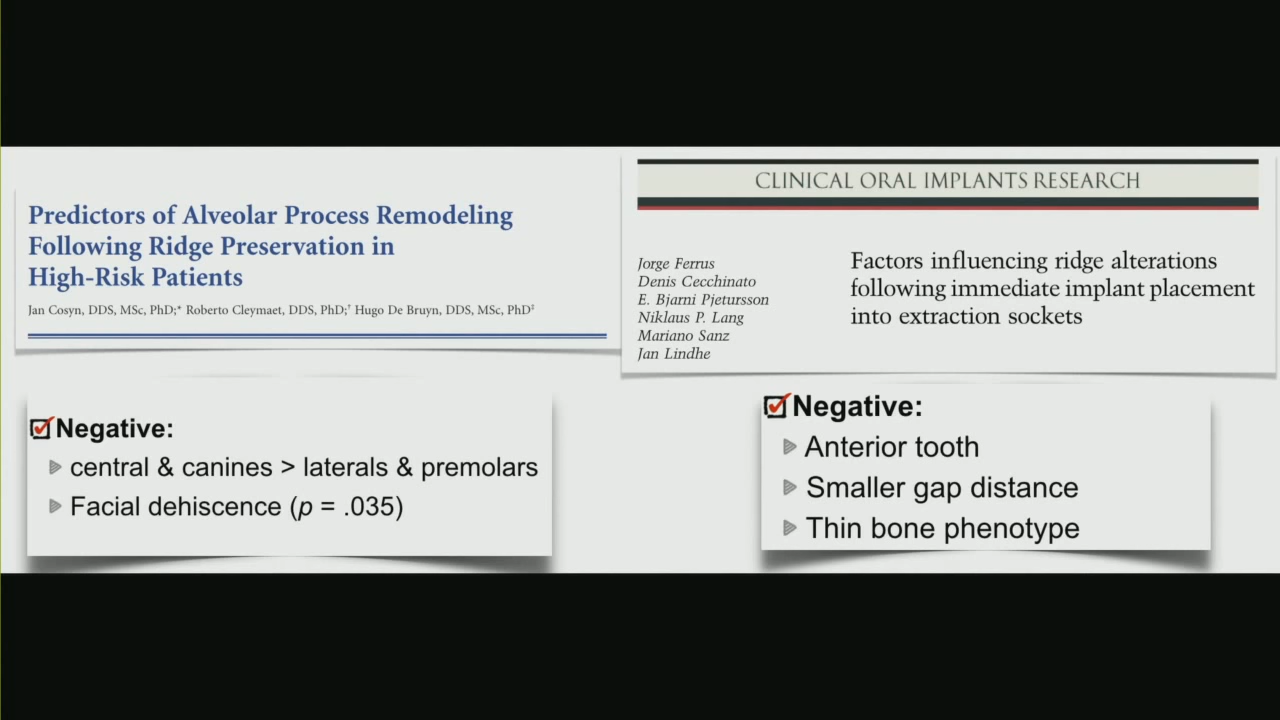 Predictors of Alveolar Process Remodeling
Following Ridge Preservation in
High-Risk Patients
Jan Cosyn, DDS, MSc, PhD;* Roberto Cleymaet, DDS, PhD;† Hugo De Bruyn, DDS, MSc, PhD‡
Negative:
central & canines > laterals & premolars
Facial dehiscence (p = .035)
CLINICAL ORAL IMPLANTS RESEARCH
Jorge Ferrus
Denis Cecchinato
E. Bjarni Pjetursson
Niklaus P. Lang
Mariano Sanz
Jan Lindhe
Factors influencing ridge alterations
following immediate implant placement
into extraction sockets
Negative:
Anterior tooth
Smaller gap distance
Thin bone phenotype